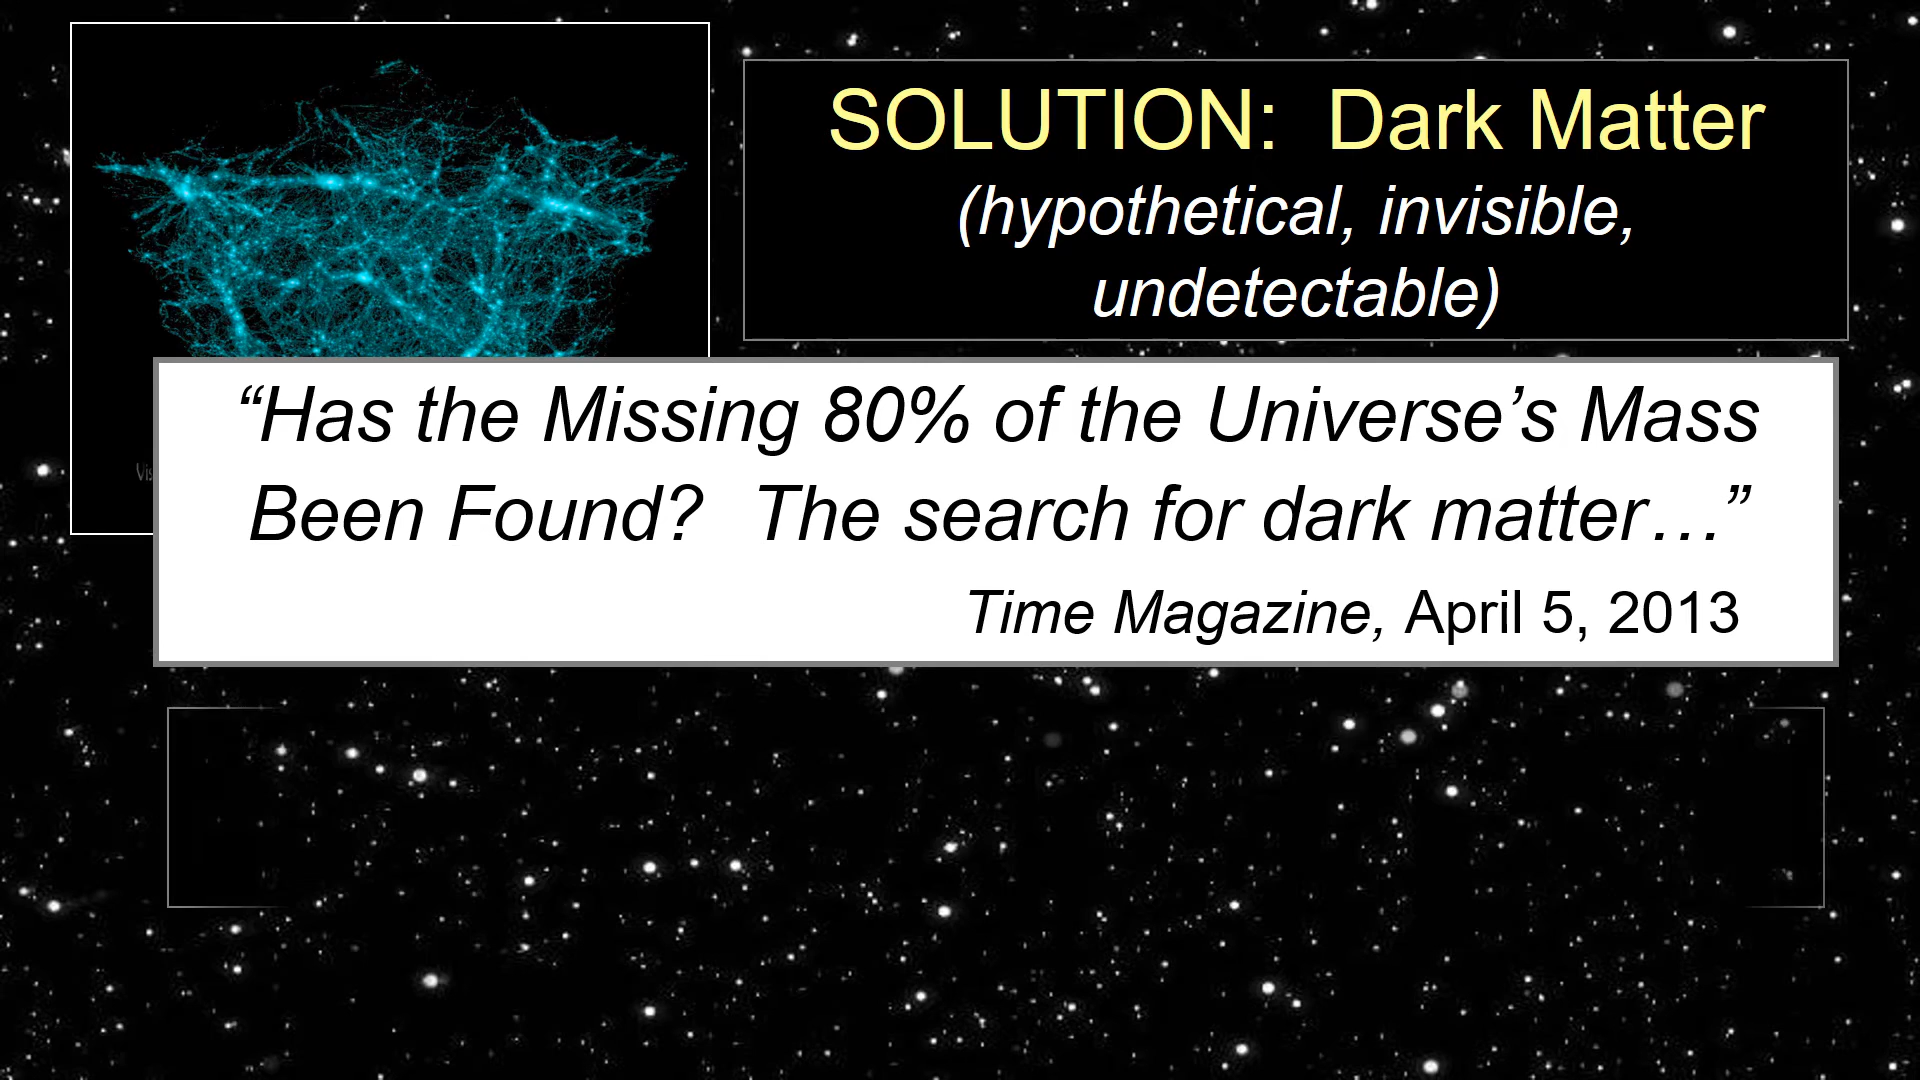 SOLUTION:  Dark Matter
(hypothetical, invisible,
undetectable)
“Has the Missing 80% of the Universe’s Mass
Been Found?  The search for dark matter…”
Time Magazine, April 5, 2013